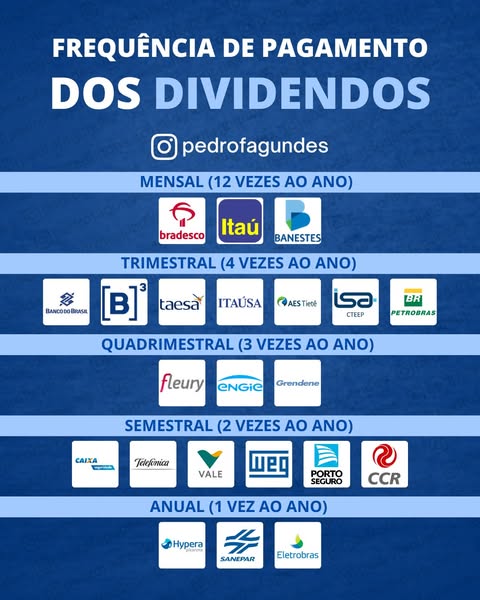 FREQUÊNCIA DE PAGAMENTO
DOS DIVIDENDOS
pedrofagundes
MENSAL (12 VEZES AO ANO)
bradesco
Itaú
BANESTES
TRIMESTRAL (4 VEZES AO ANO)
BANCO DO BRASIL
[B]³
taesa
ITAÚSA
AES Tietê
isa
CTEEP
BR
PETROBRAS
QUADRIMESTRAL (3 VEZES AO ANO)
fleury
ENGIE
Grendene
SEMESTRAL (2 VEZES AO ANO)
CAIXA
Telefónica
VALE
WEG
PORTO
SEGURO
CCR
ANUAL (1 VEZ AO ANO)
Hypera
SANEPAR
Eletrobras